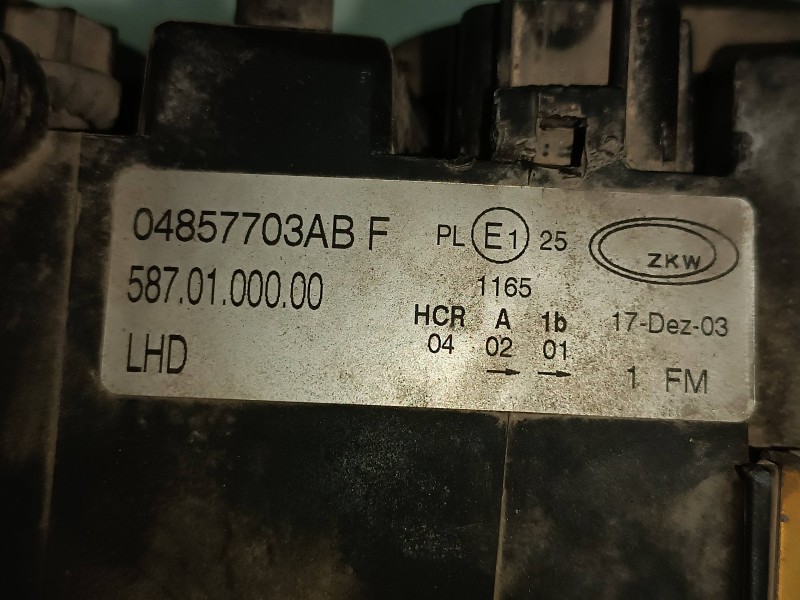 04857703AB F
587.01.000.00
LHD
PL E1 25
1165
HCR A 1b
04 02 01
→ →
ZKW
17-Dez-03
1 FM